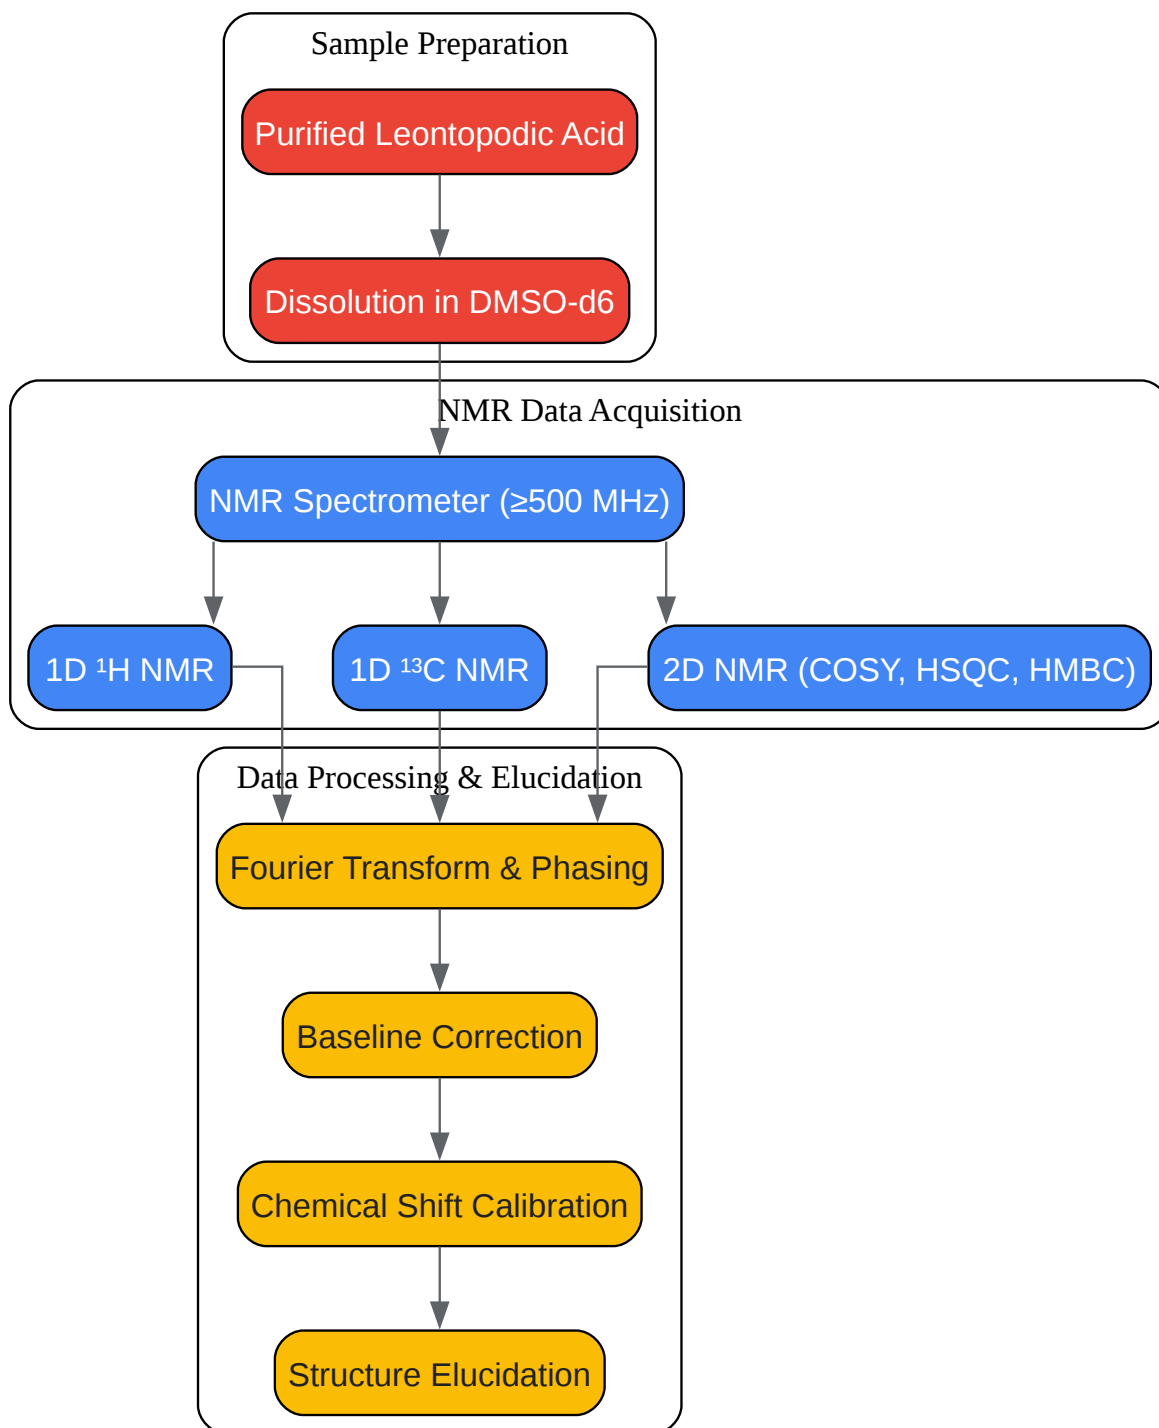 Sample Preparation
Purified Leontopodic Acid
Dissolution in DMSO-d6
NMR Data Acquisition
NMR Spectrometer (≥500 MHz)
1D ¹H NMR
1D ¹³C NMR
2D NMR (COSY, HSQC, HMBC)
Data Processing & Elucidation
Fourier Transform & Phasing
Baseline Correction
Chemical Shift Calibration
Structure Elucidation